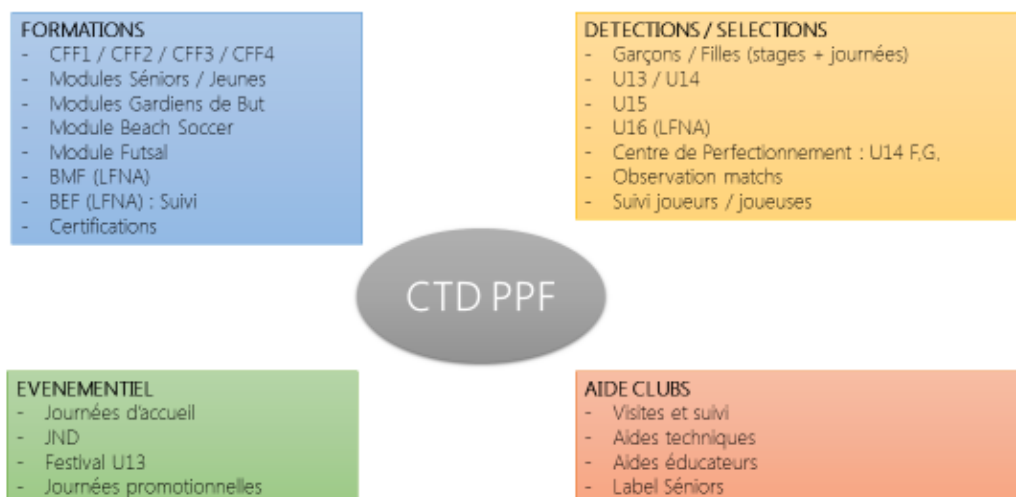 FORMATIONS
- CFF1 / CFF2 / CFF3 / CFF4
- Modules Séniors / Jeunes
- Modules Gardiens de But
- Module Beach Soccer
- Module Futsal
- BMF (LFNA)
- BEF (LFNA) : Suivi
- Certifications
DETECTIONS / SELECTIONS
- Garçons / Filles (stages + journées)
- U13 / U14
- U15
- U16 (LFNA)
- Centre de Perfectionnement : U14 F,G,
- Observation matchs
- Suivi joueurs / joueuses
CTD PPF
EVENEMENTIEL
- Journées d'accueil
- JND
- Festival U13
- Journées promotionnelles
AIDE CLUBS
- Visites et suivi
- Aides techniques
- Aides éducateurs
- Label Séniors